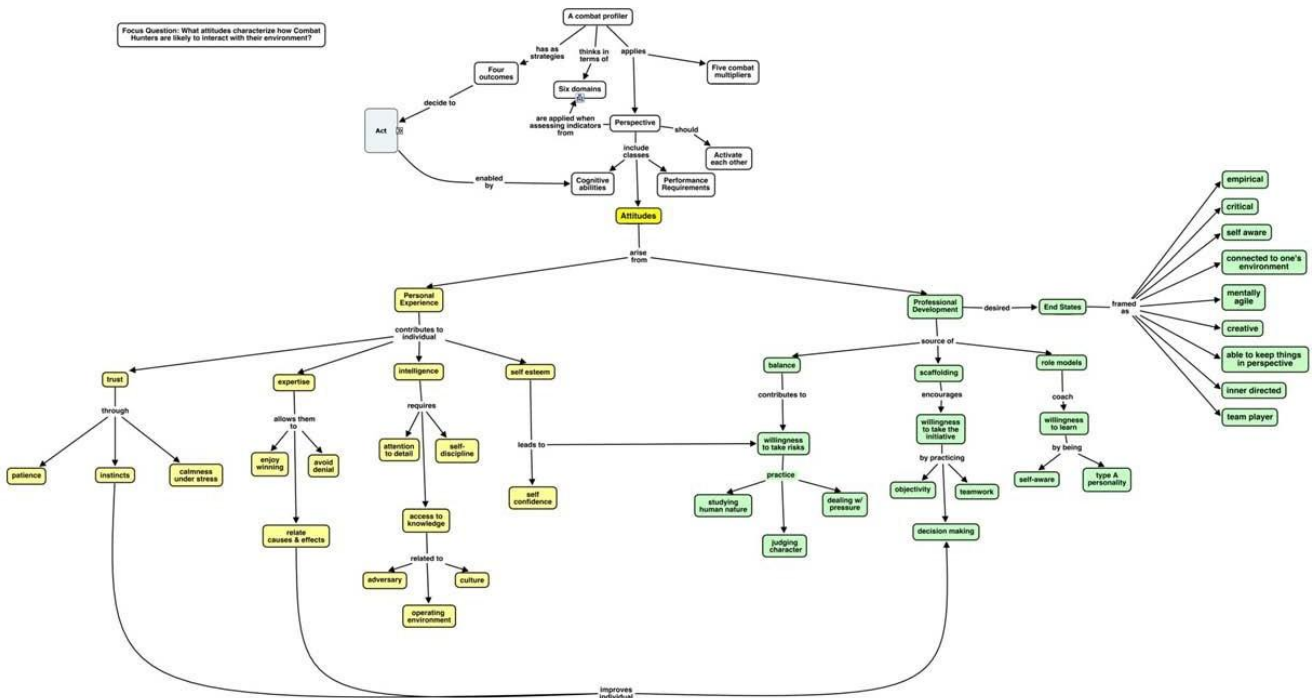 Focus Question: What attitudes characterize how Combat
Hunters are likely to interact with their environment?
A combat profiler
has as
strategies
thinks in
terms of
applies
Four
outcomes
Six domains
Five combat
multipliers
decide to
Act
are applied when
assessing indicators
from
Perspective
should
Activate
each other
include
classes
enabled
by
Cognitive
abilities
Performance
Requirements
Attitudes
arise
from
Personal
Experience
Professional
Development
desired
End States
framed
as
empirical
critical
self aware
connected to one's
environment
mentally
agile
creative
able to keep things
in perspective
inner directed
team player
contributes to
individual
source of
trust
expertise
intelligence
self esteem
balance
scaffolding
role models
through
allows them
to
requires
leads to
contributes to
encourages
coach
patience
instincts
calmness
under stress
enjoy
winning
avoid
denial
attention
to detail
self-
discipline
willingness
to take risks
willingness
to take the
initiative
willingness
to learn
by practicing
by being
practice
self
confidence
studying
human nature
dealing w/
pressure
judging
character
objectivity
teamwork
self-aware
type A
personality
relate
causes & effects
access to
knowledge
decision making
related to
adversary
culture
operating
environment
improves
individual